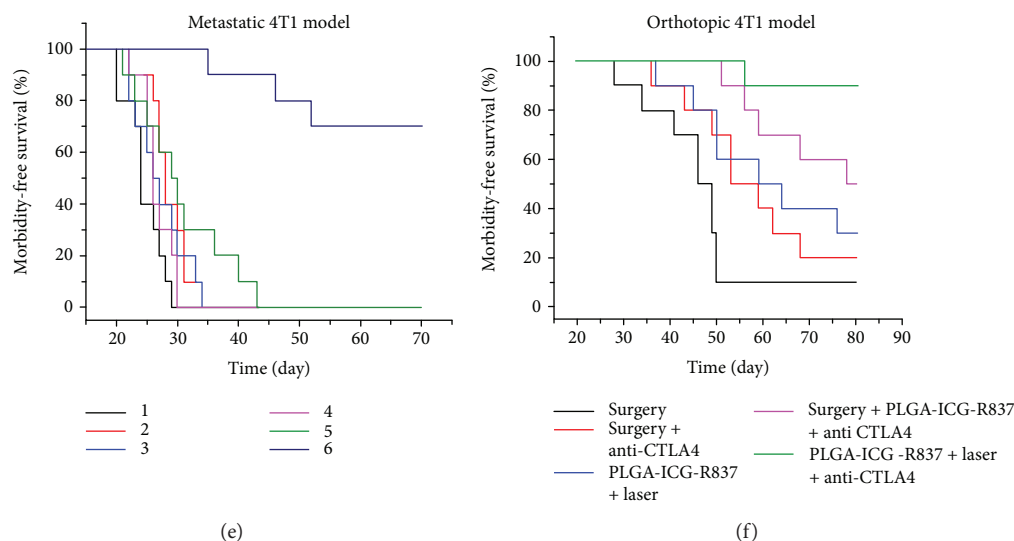 Metastatic 4T1 model
Morbidity-free survival (%)
100
80
60
40
20
0
20
30
40
50
60
70
Time (day)
1
2
3
4
5
6
(e)
Orthotopic 4T1 model
Morbidity-free survival (%)
100
80
60
40
20
0
20
30
40
50
60
70
80
90
Time (day)
Surgery
Surgery +
anti-CTLA4
PLGA-ICG-R837
+ laser
Surgery + PLGA-ICG-R837
+ anti CTLA4
PLGA-ICG -R837 + laser
+ anti-CTLA4
(f)